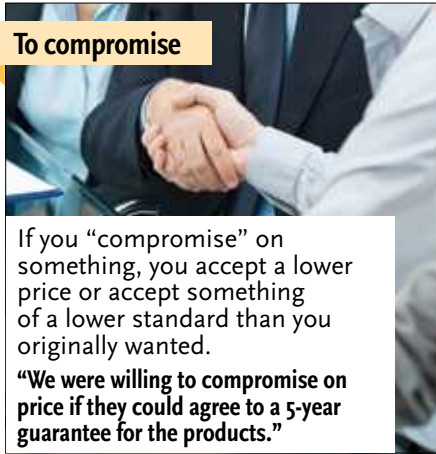 To compromise
If you “compromise” on
something, you accept a lower
price or accept something
of a lower standard than you
originally wanted.
“We were willing to compromise on
price if they could agree to a 5-year
guarantee for the products.”